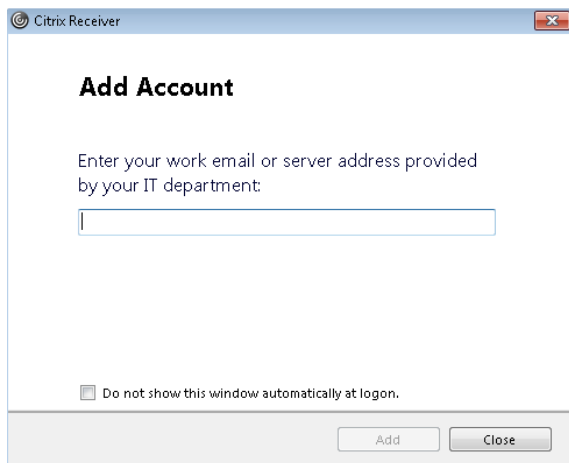 Citrix Receiver
Add Account
Enter your work email or server address provided
by your IT department:
Do not show this window automatically at logon.
Add
Close